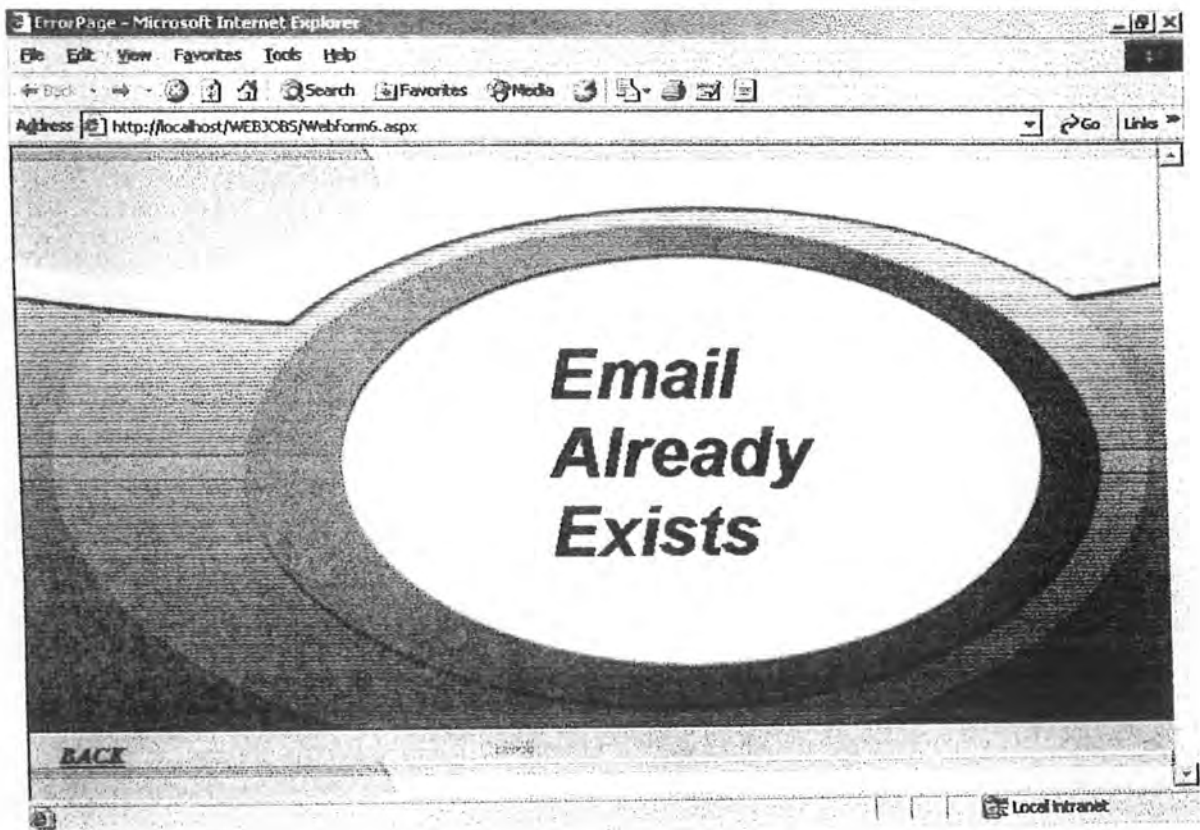 ErrorPage - Microsoft Internet Explorer
File Edit View Favorites Tools Help
Back Search Favorites Media
Address http://localhost/WEBJOBS/Webform6.aspx Go Links »
Email
Already
Exists
BACK
Local intranet